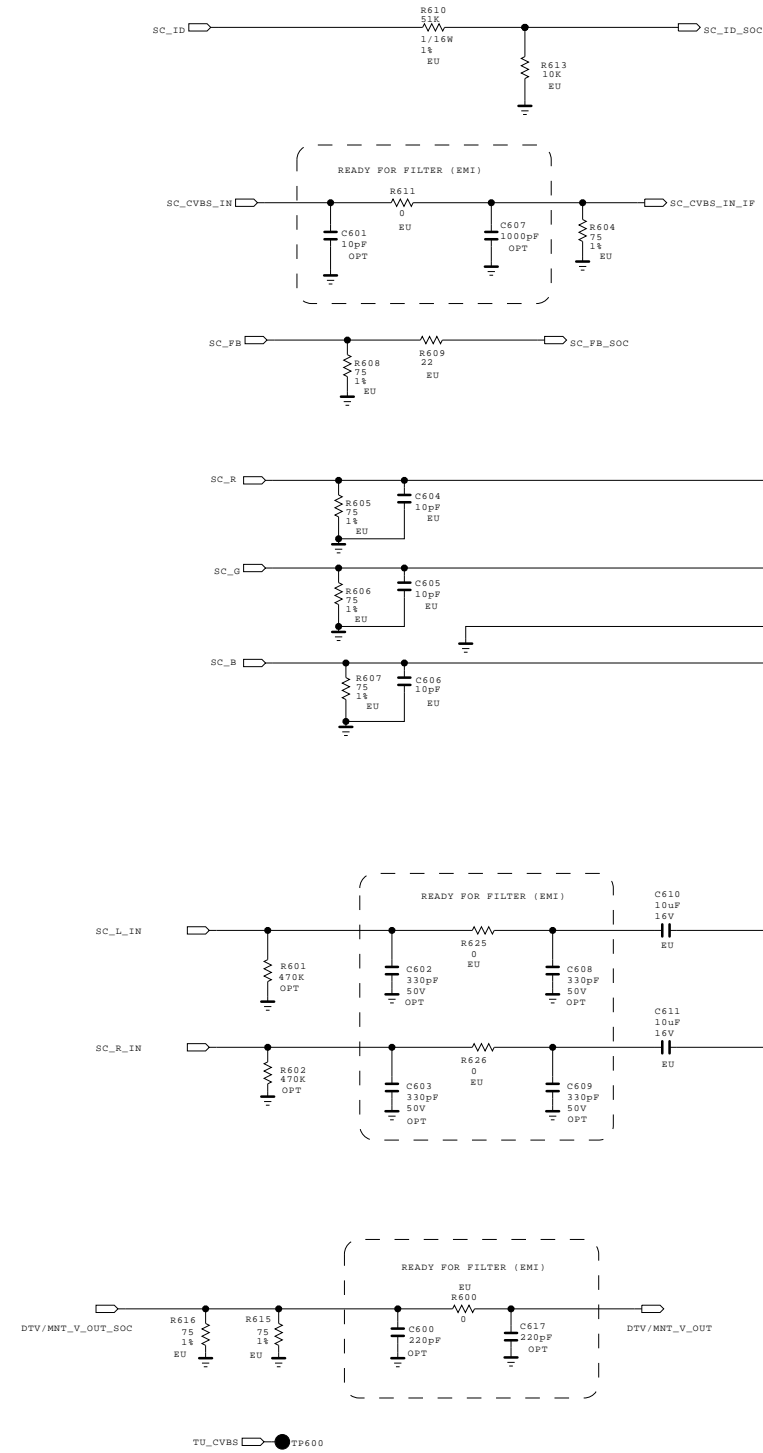 R610
51K
SC_ID
SC_ID_SOC
1/16W
1%
EU
R613
10K
EU
READY FOR FILTER (EMI)
R611
SC_CVBS_IN
SC_CVBS_IN_IF
0
EU
C601
10pF
OPT
C607
1000pF
OPT
R604
75
1%
EU
SC_FB
SC_FB_SOC
R609
22
EU
R608
75
1%
EU
SC_R
R605
75
1%
EU
C604
10pF
EU
SC_G
R606
75
1%
EU
C605
10pF
EU
SC_B
R607
75
1%
EU
C606
10pF
EU
READY FOR FILTER (EMI)
C610
10uF
16V
EU
SC_L_IN
R625
0
EU
R601
470K
OPT
C602
330pF
50V
OPT
C608
330pF
50V
OPT
C611
10uF
16V
EU
SC_R_IN
R626
0
EU
R602
470K
OPT
C603
330pF
50V
OPT
C609
330pF
50V
OPT
READY FOR FILTER (EMI)
EU
R600
0
DTV/MNT_V_OUT_SOC
R616
75
1%
EU
R615
75
1%
EU
C600
220pF
OPT
C617
220pF
OPT
DTV/MNT_V_OUT
TU_CVBS
TP600